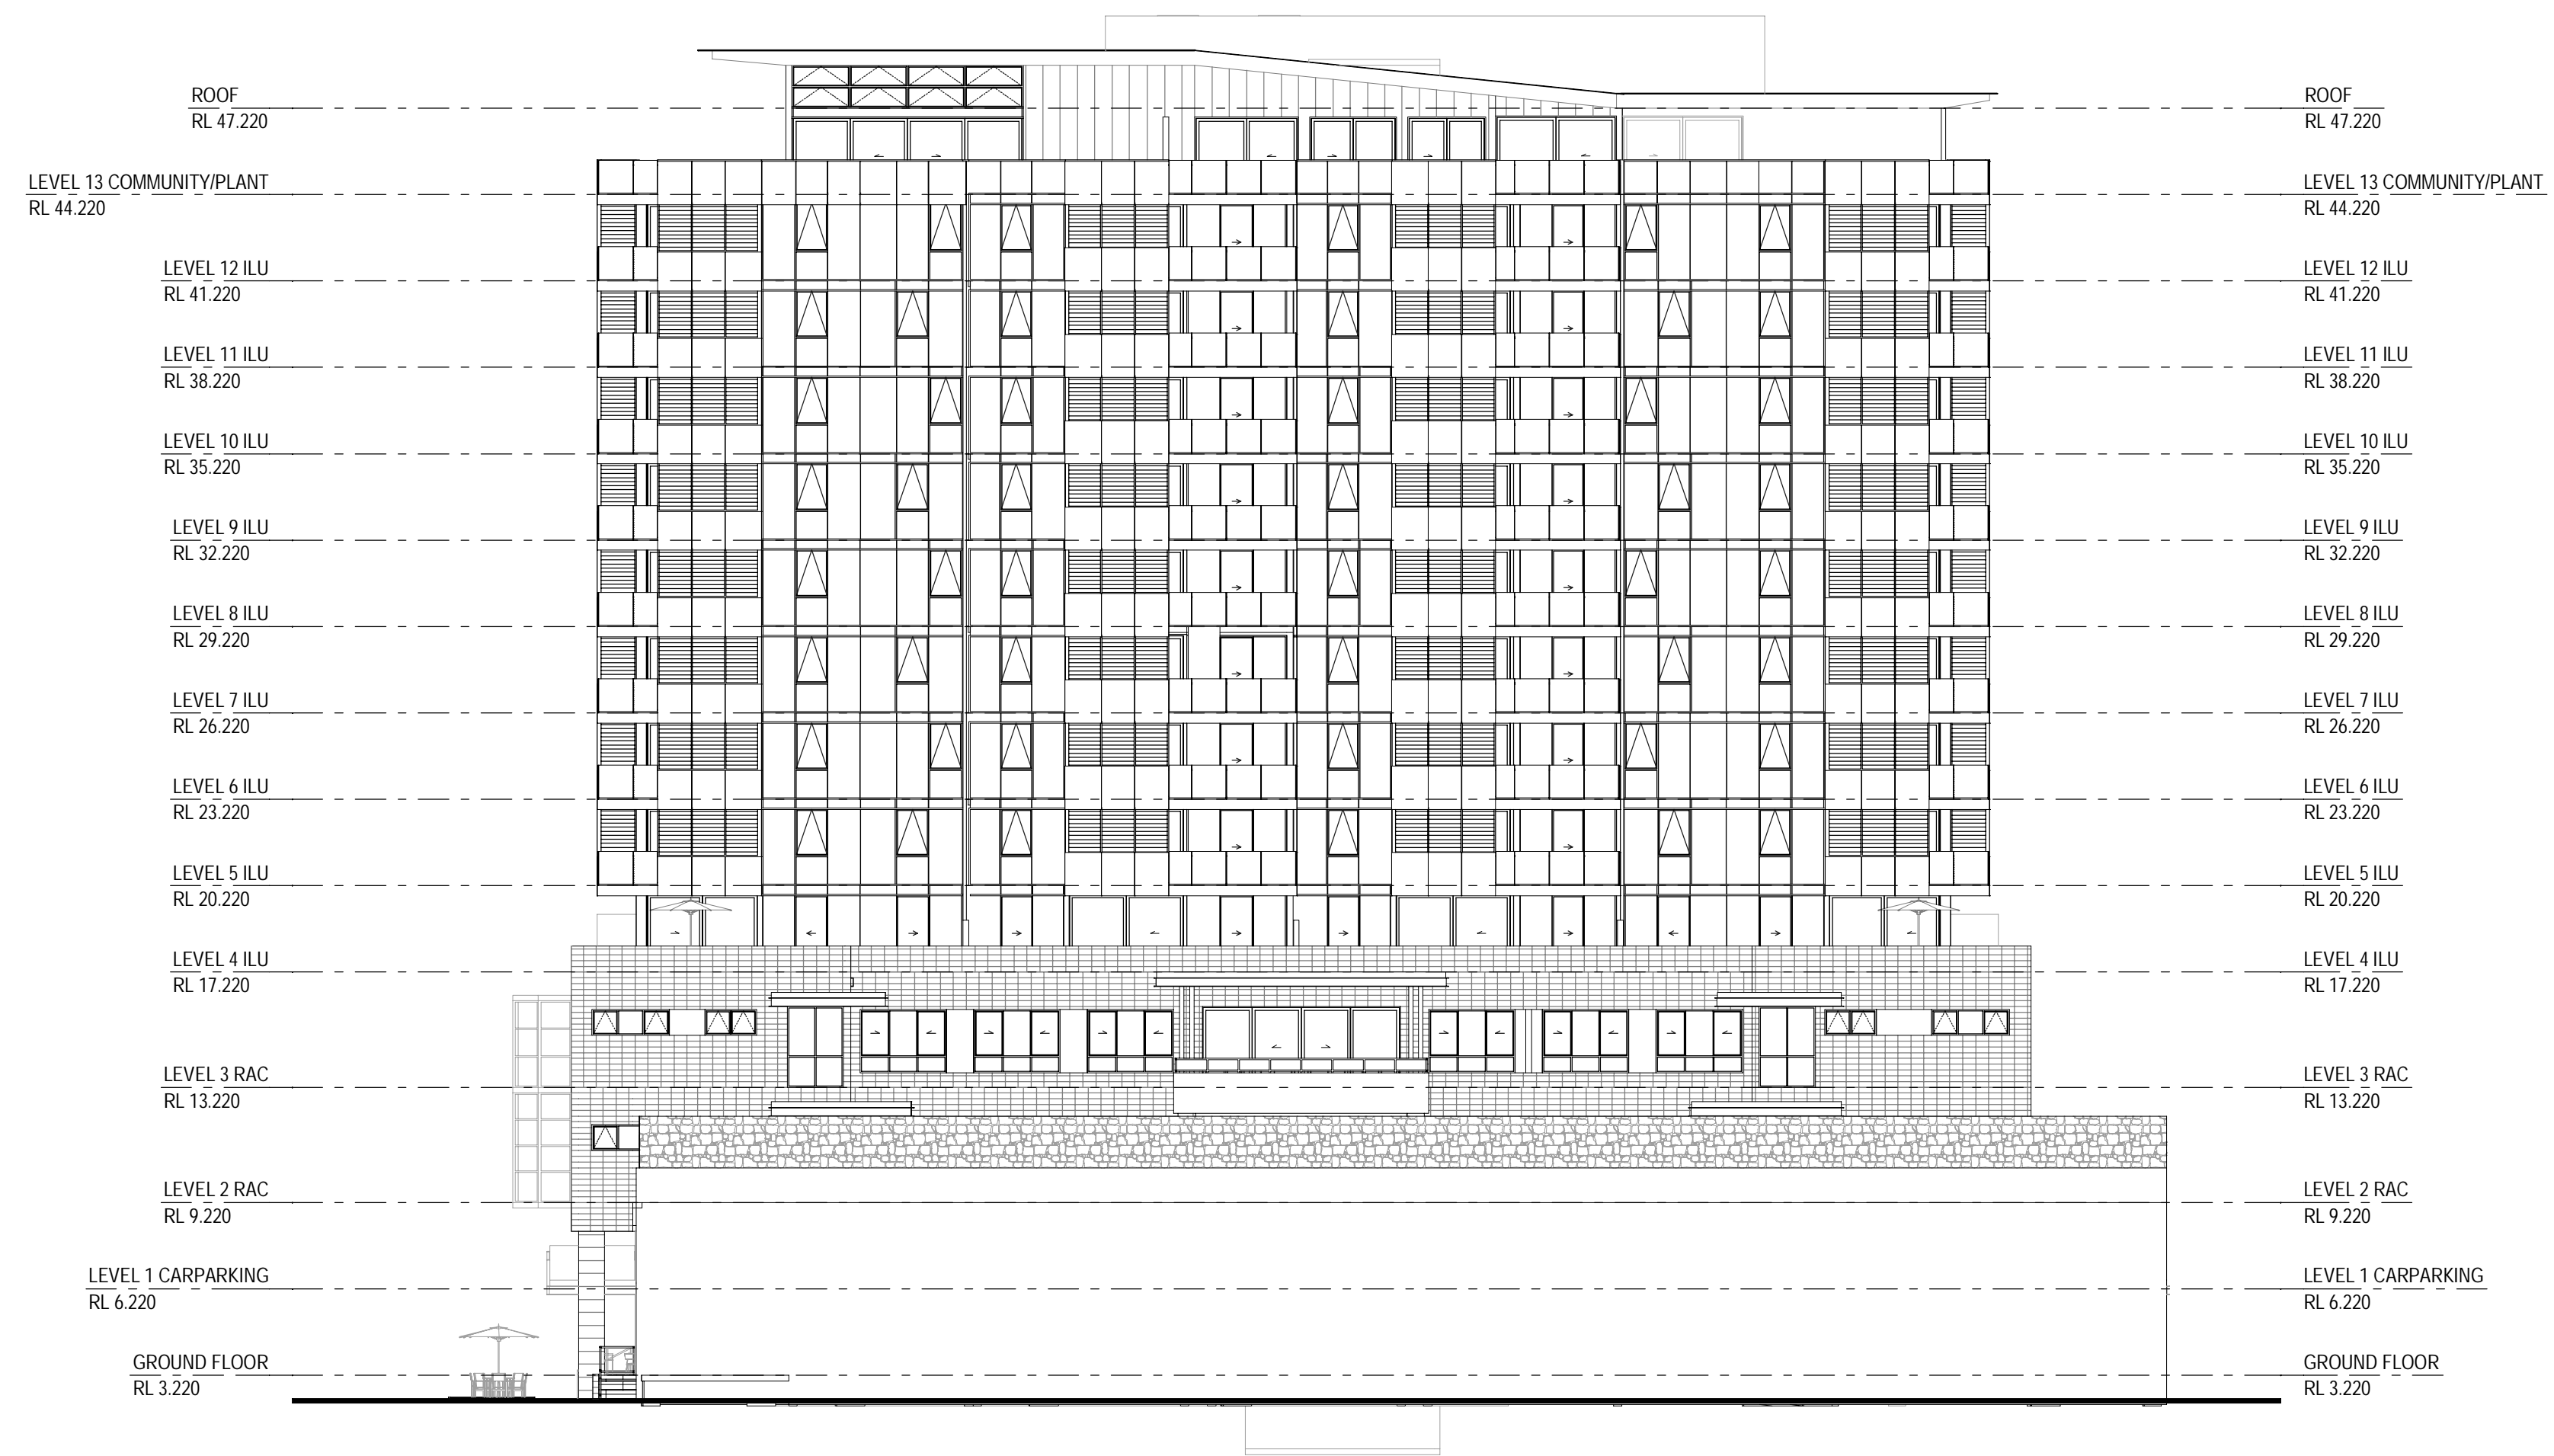 ROOF
RL 47.220
ROOF
RL 47.220
LEVEL 13 COMMUNITY/PLANT
RL 44.220
LEVEL 13 COMMUNITY/PLANT
RL 44.220
LEVEL 12 ILU
RL 41.220
LEVEL 12 ILU
RL 41.220
LEVEL 11 ILU
RL 38.220
LEVEL 11 ILU
RL 38.220
LEVEL 10 ILU
RL 35.220
LEVEL 10 ILU
RL 35.220
LEVEL 9 ILU
RL 32.220
LEVEL 9 ILU
RL 32.220
LEVEL 8 ILU
RL 29.220
LEVEL 8 ILU
RL 29.220
LEVEL 7 ILU
RL 26.220
LEVEL 7 ILU
RL 26.220
LEVEL 6 ILU
RL 23.220
LEVEL 6 ILU
RL 23.220
LEVEL 5 ILU
RL 20.220
LEVEL 5 ILU
RL 20.220
LEVEL 4 ILU
RL 17.220
LEVEL 4 ILU
RL 17.220
LEVEL 3 RAC
RL 13.220
LEVEL 3 RAC
RL 13.220
LEVEL 2 RAC
RL 9.220
LEVEL 2 RAC
RL 9.220
LEVEL 1 CARPARKING
RL 6.220
LEVEL 1 CARPARKING
RL 6.220
GROUND FLOOR
RL 3.220
GROUND FLOOR
RL 3.220